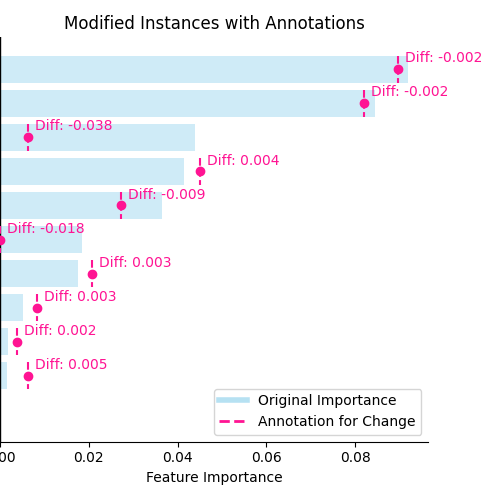 Modified Instances with Annotations
Diff: -0.002
Diff: -0.002
Diff: -0.038
Diff: 0.004
Diff: -0.009
Diff: -0.018
Diff: 0.003
Diff: 0.003
Diff: 0.002
Diff: 0.005
Original Importance
Annotation for Change
00 0.02 0.04 0.06 0.08
Feature Importance